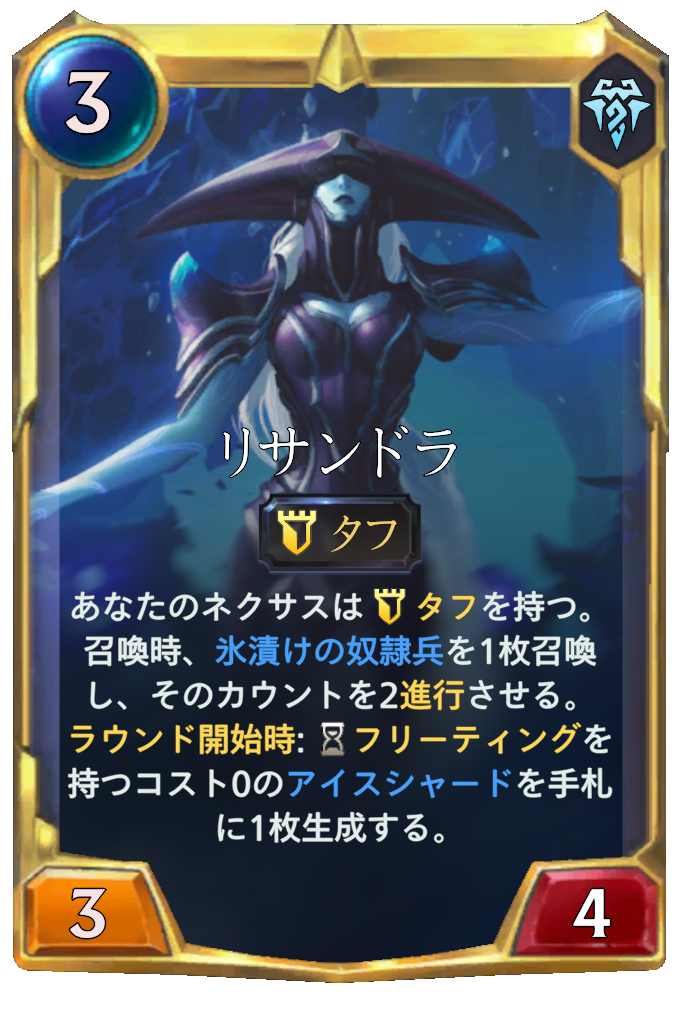 3
リサンドラ
タフ
あなたのネクサスは タフを持つ。
召喚時、氷漬けの奴隷兵を1枚召喚
し、そのカウントを2進行させる。
ラウンド開始時: フリーティングを
持つコスト0のアイスシャードを手札
に1枚生成する。
3
4